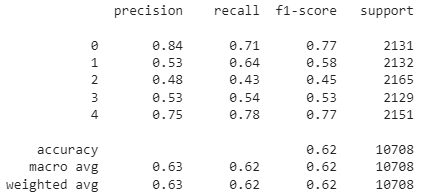 precision recall f1-score support
0 0.84 0.71 0.77 2131
1 0.53 0.64 0.58 2132
2 0.48 0.43 0.45 2165
3 0.53 0.54 0.53 2129
4 0.75 0.78 0.77 2151
accuracy 0.62 10708
macro avg 0.63 0.62 0.62 10708
weighted avg 0.63 0.62 0.62 10708